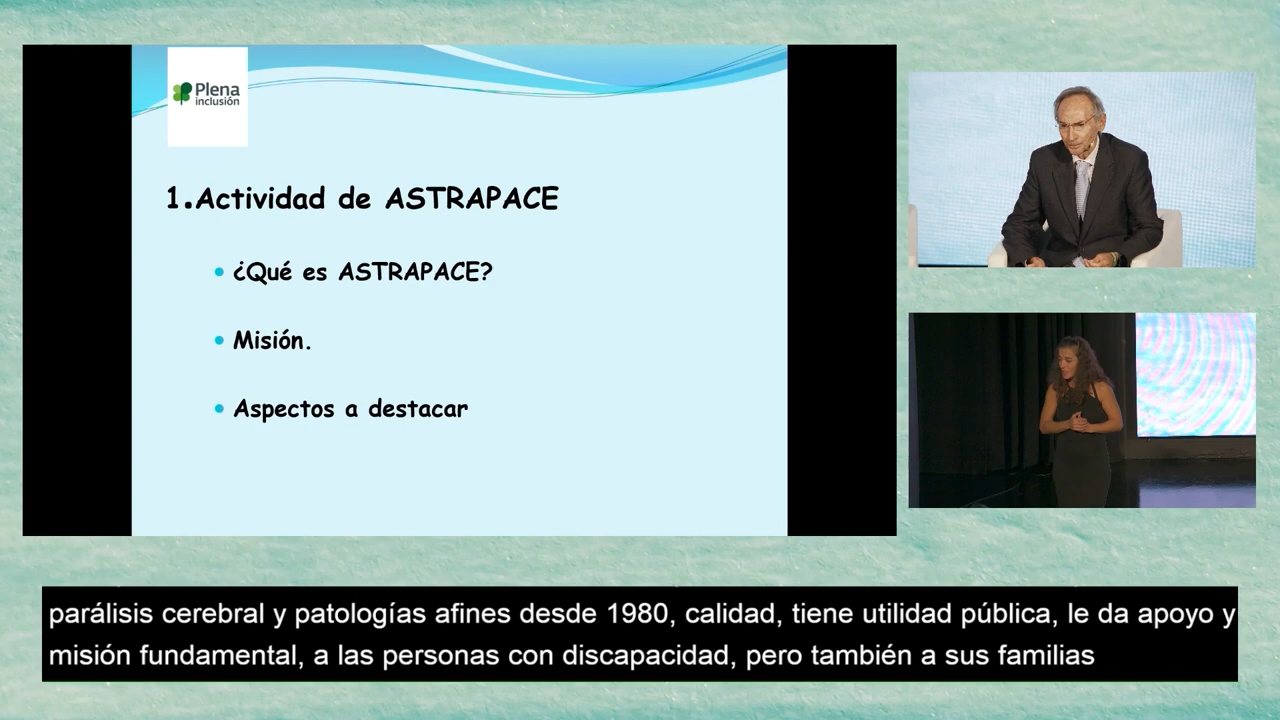 Plena
inclusión
1.Actividad de ASTRAPACE
• ¿Qué es ASTRAPACE?
• Misión.
• Aspectos a destacar
parálisis cerebral y patologías afines desde 1980, calidad, tiene utilidad pública, le da apoyo y
misión fundamental, a las personas con discapacidad, pero también a sus familias